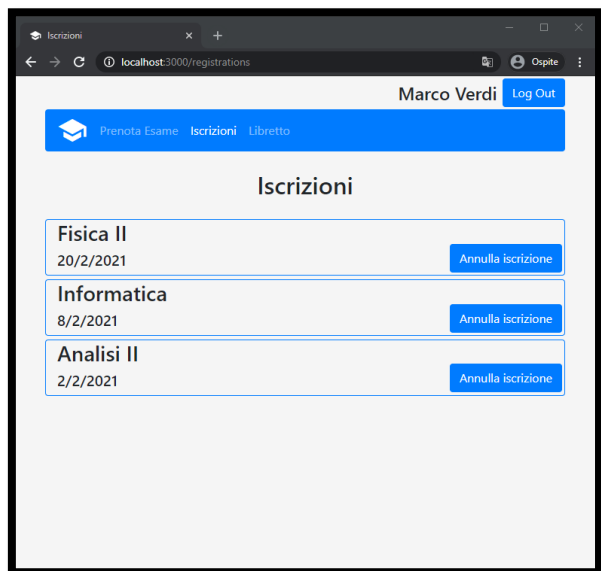 Iscrizioni
localhost:3000/registrations
Ospite
Marco Verdi Log Out
Prenota Esame Iscrizioni Libretto
Iscrizioni
Fisica II
20/2/2021
Annulla iscrizione
Informatica
8/2/2021
Annulla iscrizione
Analisi II
2/2/2021
Annulla iscrizione